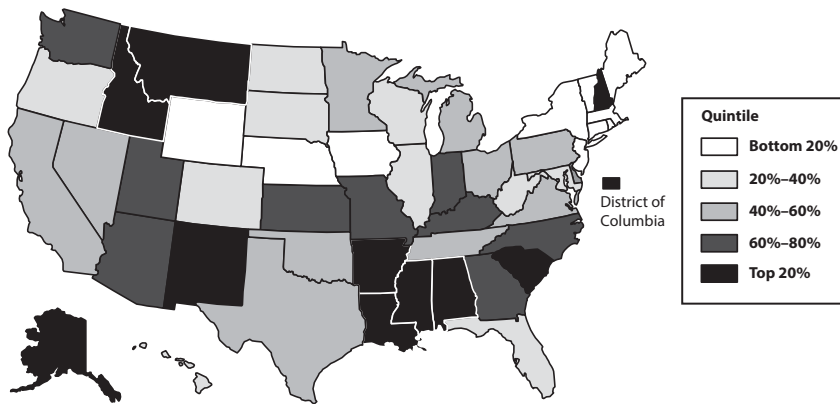 Quintile
Bottom 20%
20%–40%
40%–60%
60%–80%
Top 20%
District of
Columbia